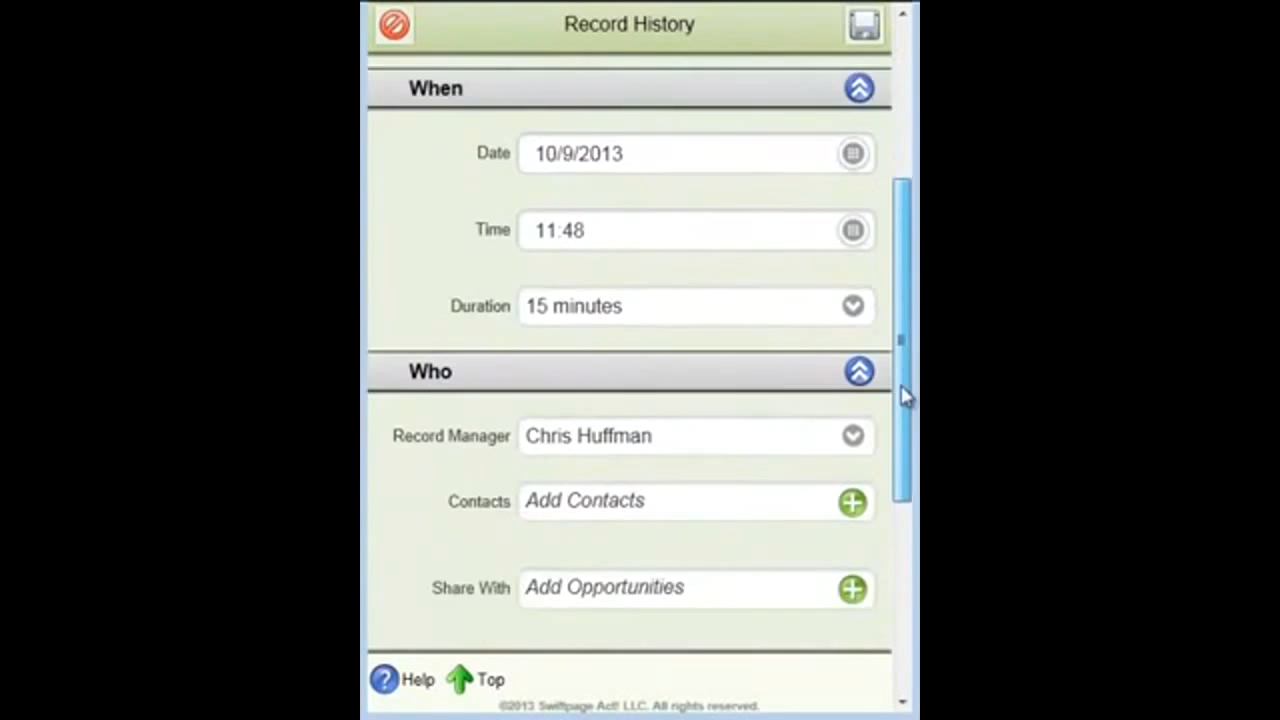 Record History
When
Date 10/9/2013
Time 11:48
Duration 15 minutes
Who
Record Manager Chris Huffman
Contacts Add Contacts
Share With Add Opportunities
? Help Top
©2013 Swiftpage Act! LLC. All rights reserved.